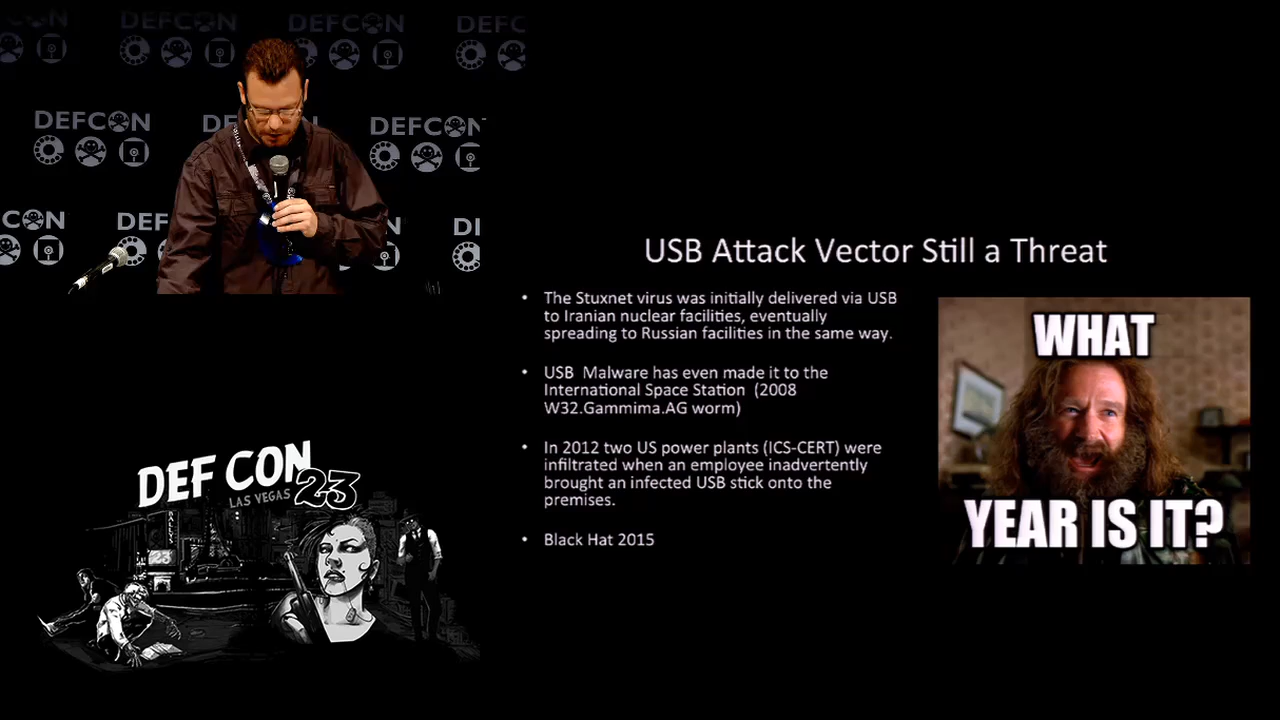 DEFCON
DEFCON
DEFC
DEFCON
DEFCON
CON
DEFCON
DE
USB Attack Vector Still a Threat
• The Stuxnet virus was initially delivered via USB
to Iranian nuclear facilities, eventually
spreading to Russian facilities in the same way.
• USB Malware has even made it to the
International Space Station (2008
W32.Gammima.AG worm)
• In 2012 two US power plants (ICS-CERT) were
infiltrated when an employee inadvertently
brought an infected USB stick onto the
premises.
• Black Hat 2015
WHAT
YEAR IS IT?
DEF CON
LAS VEGAS 23
BALLYS